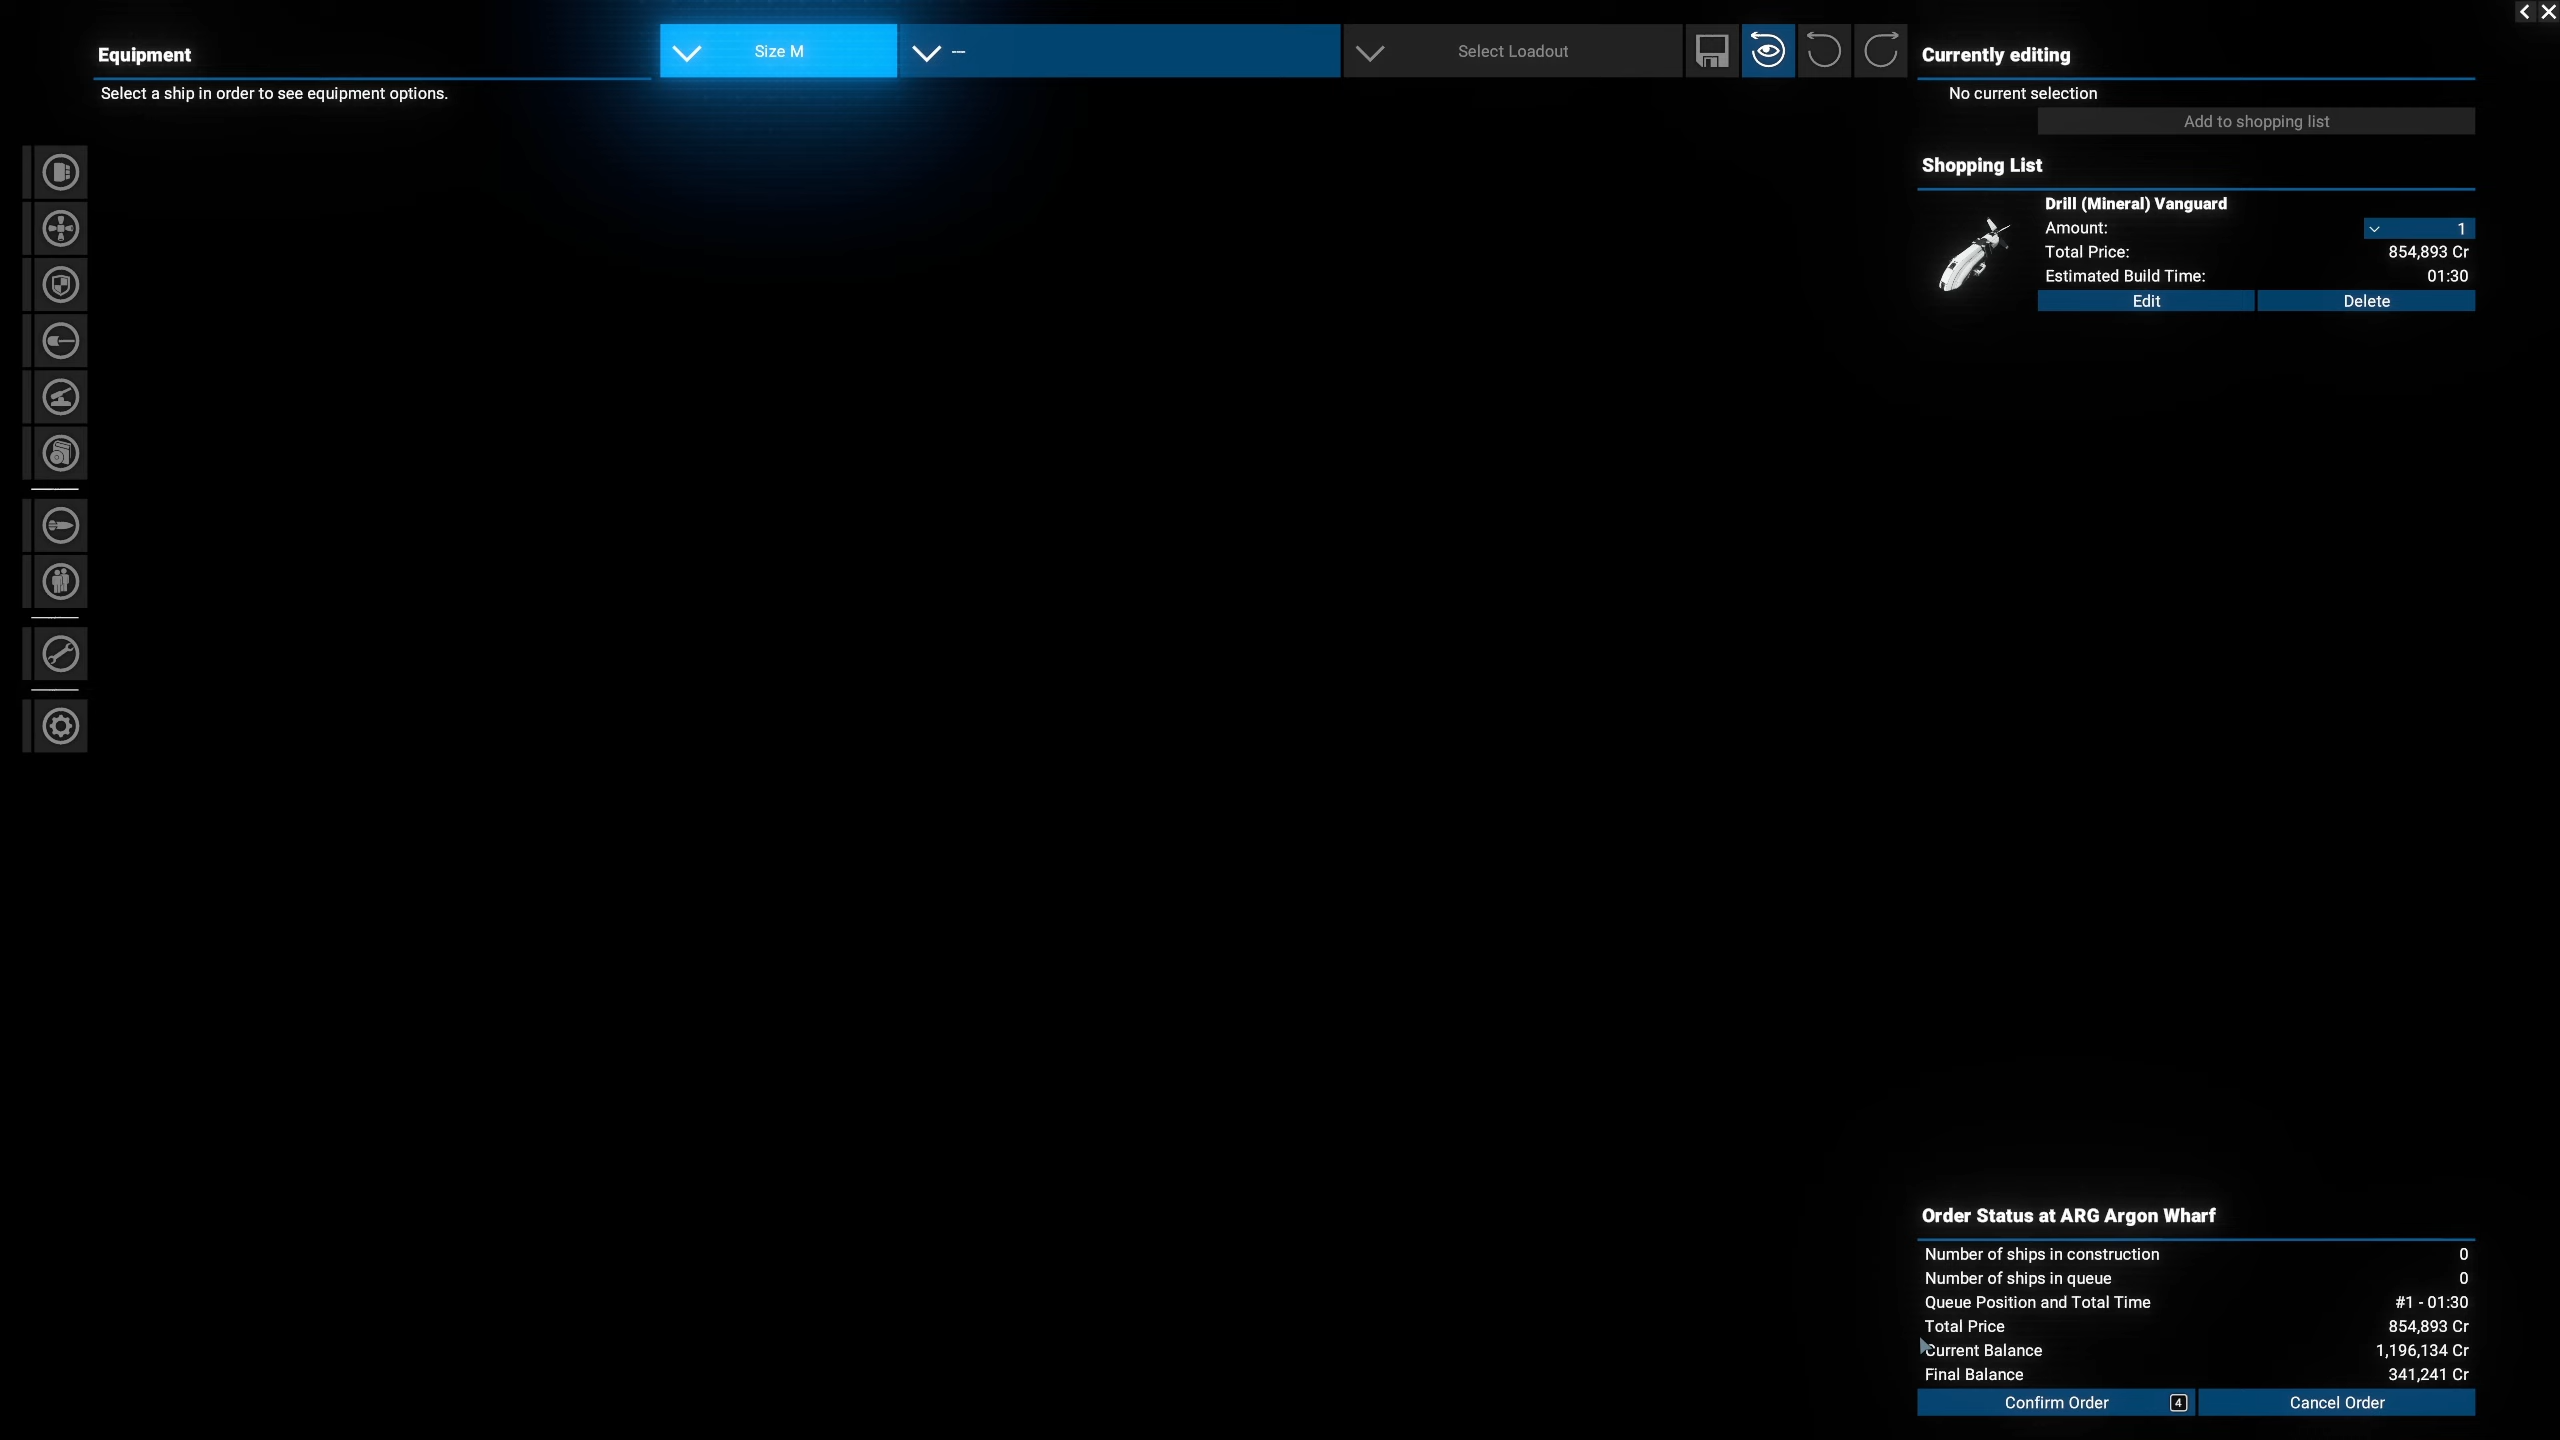 Equipment
Select a ship in order to see equipment options.
Size M
---
Select Loadout
Currently editing
No current selection
Add to shopping list
Shopping List
Drill (Mineral) Vanguard
Amount: 1
Total Price: 854,893 Cr
Estimated Build Time: 01:30
Edit Delete
Order Status at ARG Argon Wharf
Number of ships in construction 0
Number of ships in queue 0
Queue Position and Total Time #1 - 01:30
Total Price 854,893 Cr
Current Balance 1,196,134 Cr
Final Balance 341,241 Cr
Confirm Order 4 Cancel Order